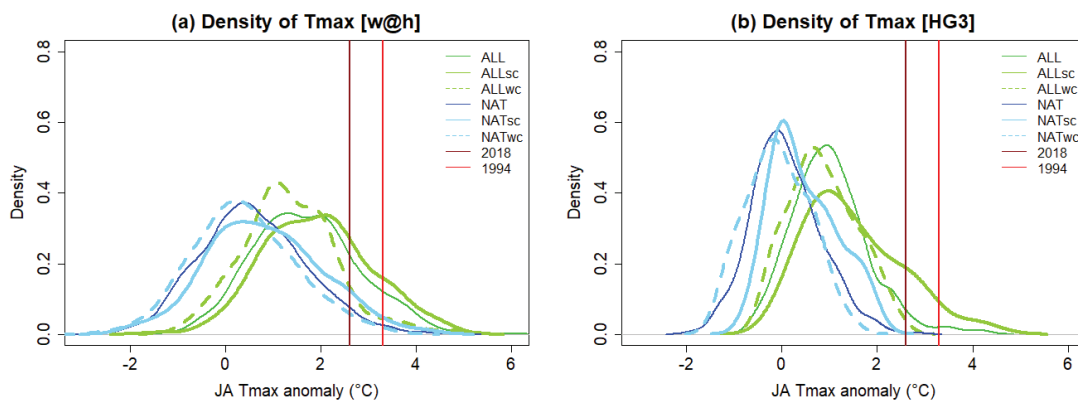 (a) Density of Tmax [w@h]
Density
0.0
0.2
0.4
0.6
0.8
-2
0
2
4
6
JA Tmax anomaly (°C)
ALL
ALLsc
ALLwc
NAT
NATsc
NATwc
2018
1994
(b) Density of Tmax [HG3]
Density
0.0
0.2
0.4
0.6
0.8
-2
0
2
4
6
JA Tmax anomaly (°C)
ALL
ALLsc
ALLwc
NAT
NATsc
NATwc
2018
1994